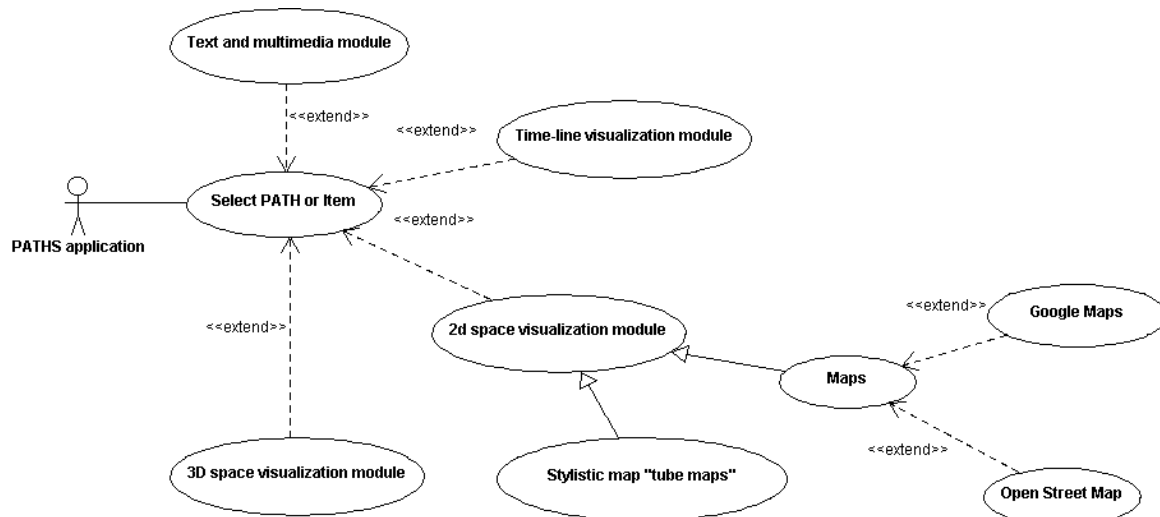 Text and multimedia module
<<extend>>
<<extend>>
Time-line visualization module
Select PATH or Item
<<extend>>
PATHS application
<<extend>>
2d space visualization module
<<extend>>
Google Maps
Maps
<<extend>>
3D space visualization module
Stylistic map "tube maps"
Open Street Map